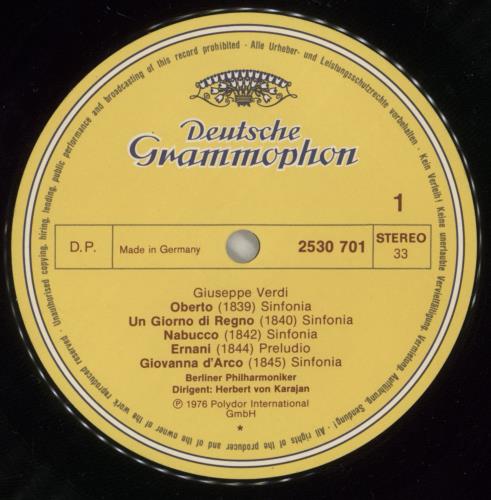 Unauthorised copying, hiring, lending, public performance and broadcasting of this record prohibited · Alle Urheber- und Leistungsschutzrechte vorbehalten · Kein Verleih! Keine unerlaubte Vervielfältigung, Vermietung, Aufführung, Sendung! · All rights of the producer and of the owner of the work reproduced reserved ·
Deutsche
Grammophon
1
D.P.
Made in Germany
2530 701
STEREO
33
Giuseppe Verdi
Oberto (1839) Sinfonia
Un Giorno di Regno (1840) Sinfonia
Nabucco (1842) Sinfonia
Ernani (1844) Preludio
Giovanna d'Arco (1845) Sinfonia
Berliner Philharmoniker
Dirigent: Herbert von Karajan
Ⓟ 1976 Polydor International
GmbH
*